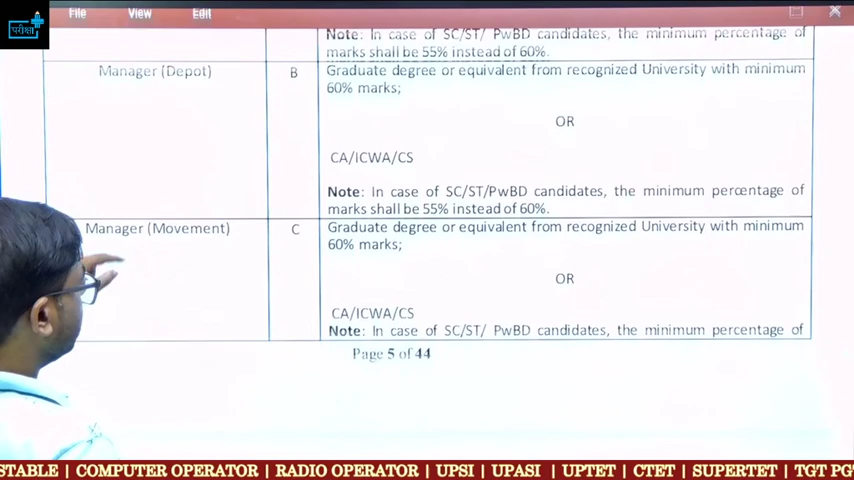 परीक्षा
File View Edit
Note: In case of SC/ST/ PwBD candidates, the minimum percentage of
marks shall be 55% instead of 60%.
Manager (Depot) B Graduate degree or equivalent from recognized University with minimum
60% marks;
OR
CA/ICWA/CS
Note: In case of SC/ST/PwBD candidates, the minimum percentage of
marks shall be 55% instead of 60%.
Manager (Movement) C Graduate degree or equivalent from recognized University with minimum
60% marks;
OR
CA/ICWA/CS
Note: In case of SC/ST/ PwBD candidates, the minimum percentage of
Page 5 of 44
STABLE | COMPUTER OPERATOR | RADIO OPERATOR | UPSI | UPASI | UPTET | CTET | SUPERTET | TGT PGT